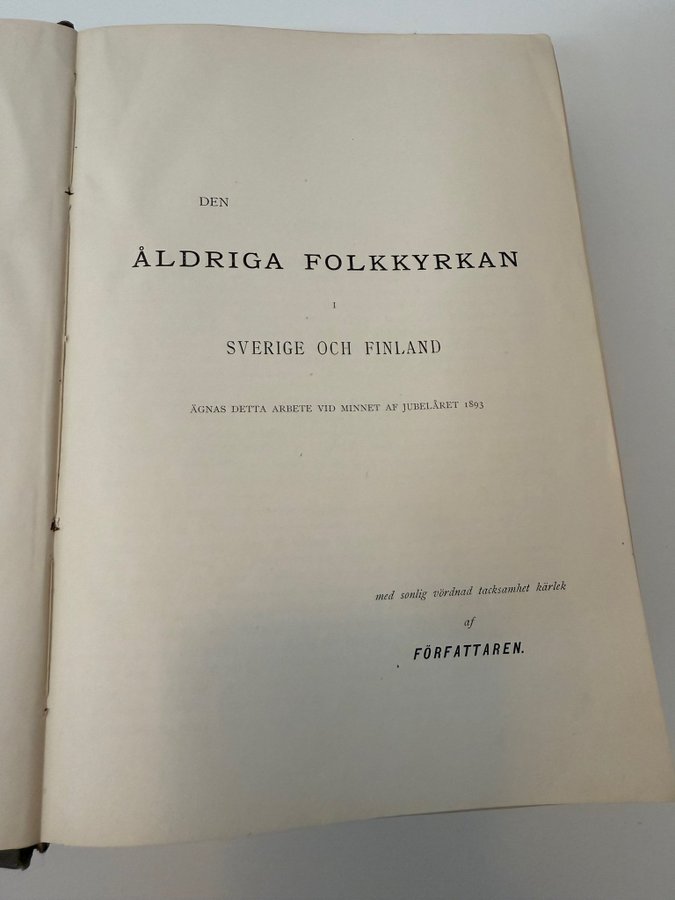 DEN
ÅLDRIGA FOLKKYRKAN
I
SVERIGE OCH FINLAND
ÄGNAS DETTA ARBETE VID MINNET AF JUBELÅRET 1893
med sonlig vördnad tacksamhet kärlek
af
FÖRFATTAREN.